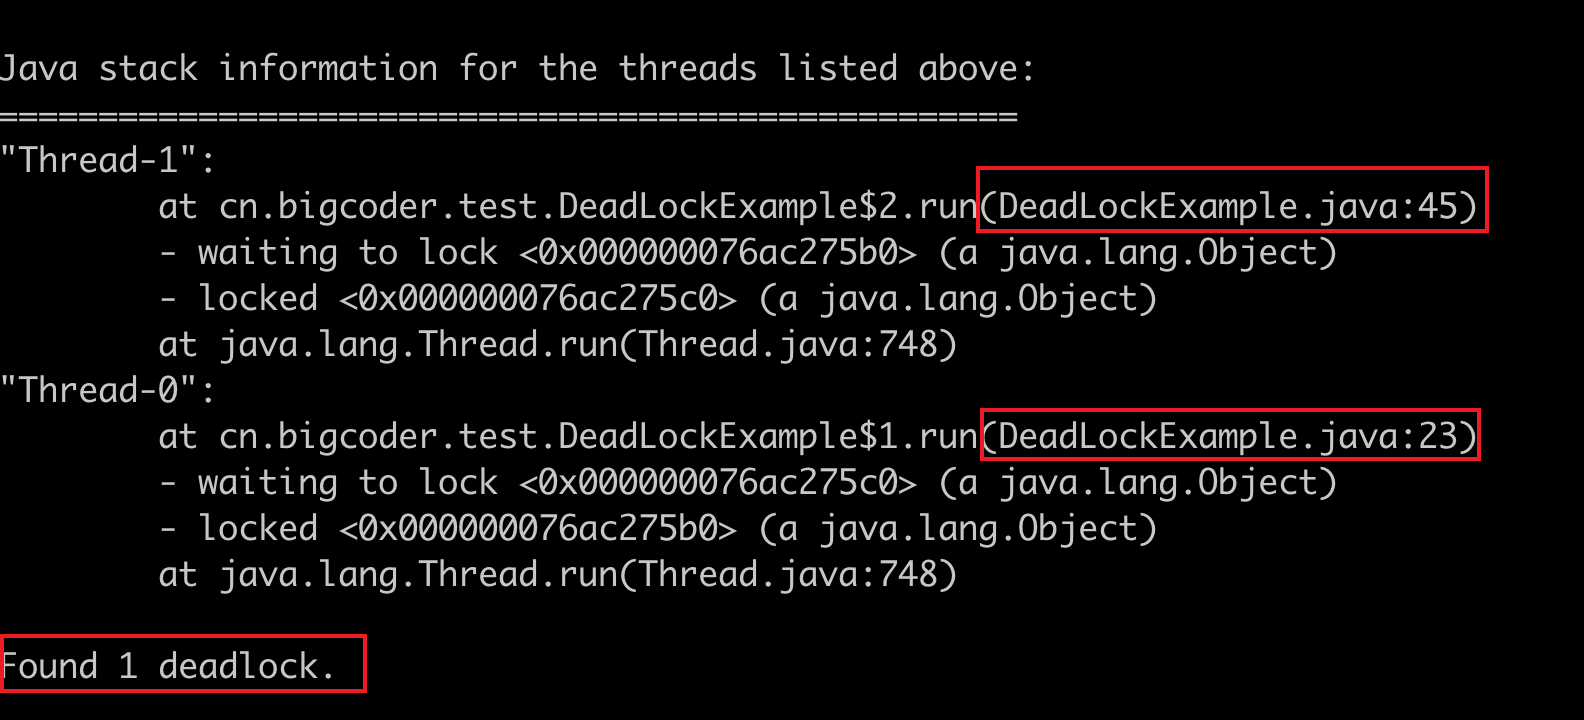 Java stack information for the threads listed above:
===================================================
"Thread-1":
        at cn.bigcoder.test.DeadLockExample$2.run(DeadLockExample.java:45)
        - waiting to lock <0x000000076ac275b0> (a java.lang.Object)
        - locked <0x000000076ac275c0> (a java.lang.Object)
        at java.lang.Thread.run(Thread.java:748)
"Thread-0":
        at cn.bigcoder.test.DeadLockExample$1.run(DeadLockExample.java:23)
        - waiting to lock <0x000000076ac275c0> (a java.lang.Object)
        - locked <0x000000076ac275b0> (a java.lang.Object)
        at java.lang.Thread.run(Thread.java:748)
Found 1 deadlock.